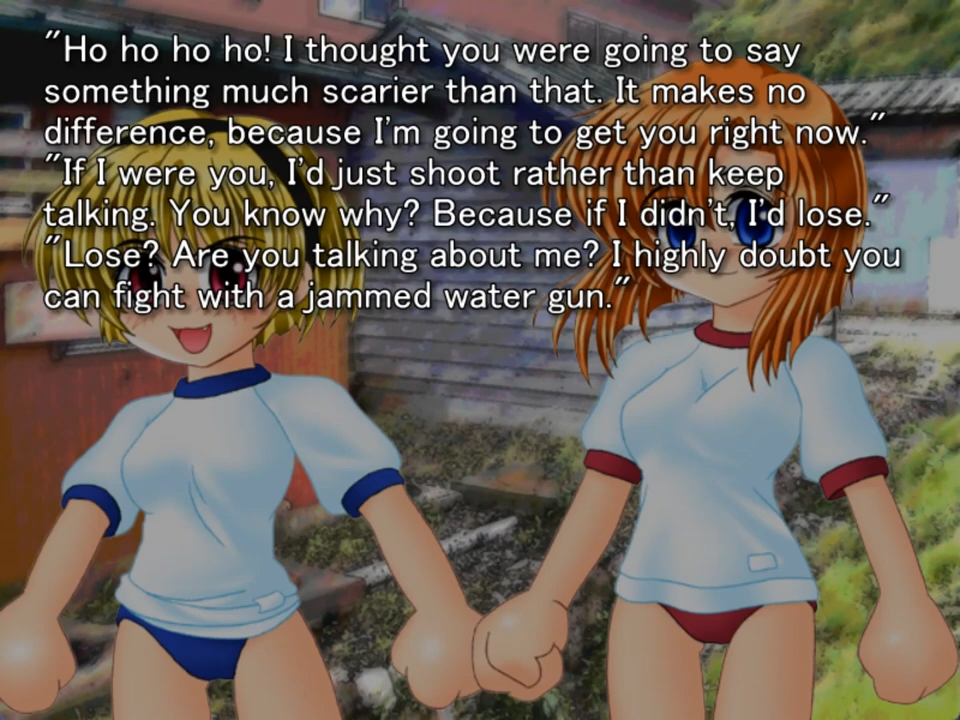 "Ho ho ho ho! I thought you were going to say
something much scarier than that. It makes no
difference, because I'm going to get you right now."
"If I were you, I'd just shoot rather than keep
talking. You know why? Because if I didn't, I'd lose."
"Lose? Are you talking about me? I highly doubt you
can fight with a jammed water gun."